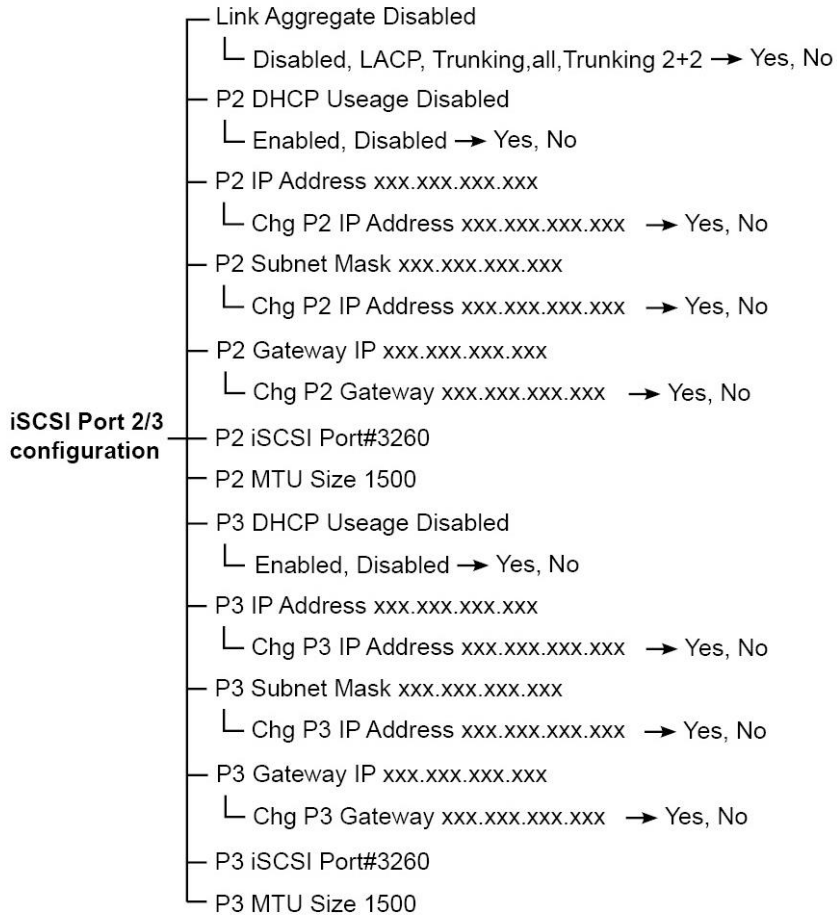 Link Aggregate Disabled
Disabled, LACP, Trunking,all,Trunking 2+2 → Yes, No
P2 DHCP Useage Disabled
Enabled, Disabled → Yes, No
P2 IP Address xxx.xxx.xxx.xxx
Chg P2 IP Address xxx.xxx.xxx.xxx → Yes, No
P2 Subnet Mask xxx.xxx.xxx.xxx
Chg P2 IP Address xxx.xxx.xxx.xxx → Yes, No
P2 Gateway IP xxx.xxx.xxx.xxx
Chg P2 Gateway xxx.xxx.xxx.xxx → Yes, No
iSCSI Port 2/3
configuration
P2 iSCSI Port#3260
P2 MTU Size 1500
P3 DHCP Useage Disabled
Enabled, Disabled → Yes, No
P3 IP Address xxx.xxx.xxx.xxx
Chg P3 IP Address xxx.xxx.xxx.xxx → Yes, No
P3 Subnet Mask xxx.xxx.xxx.xxx
Chg P3 IP Address xxx.xxx.xxx.xxx → Yes, No
P3 Gateway IP xxx.xxx.xxx.xxx
Chg P3 Gateway xxx.xxx.xxx.xxx → Yes, No
P3 iSCSI Port#3260
P3 MTU Size 1500